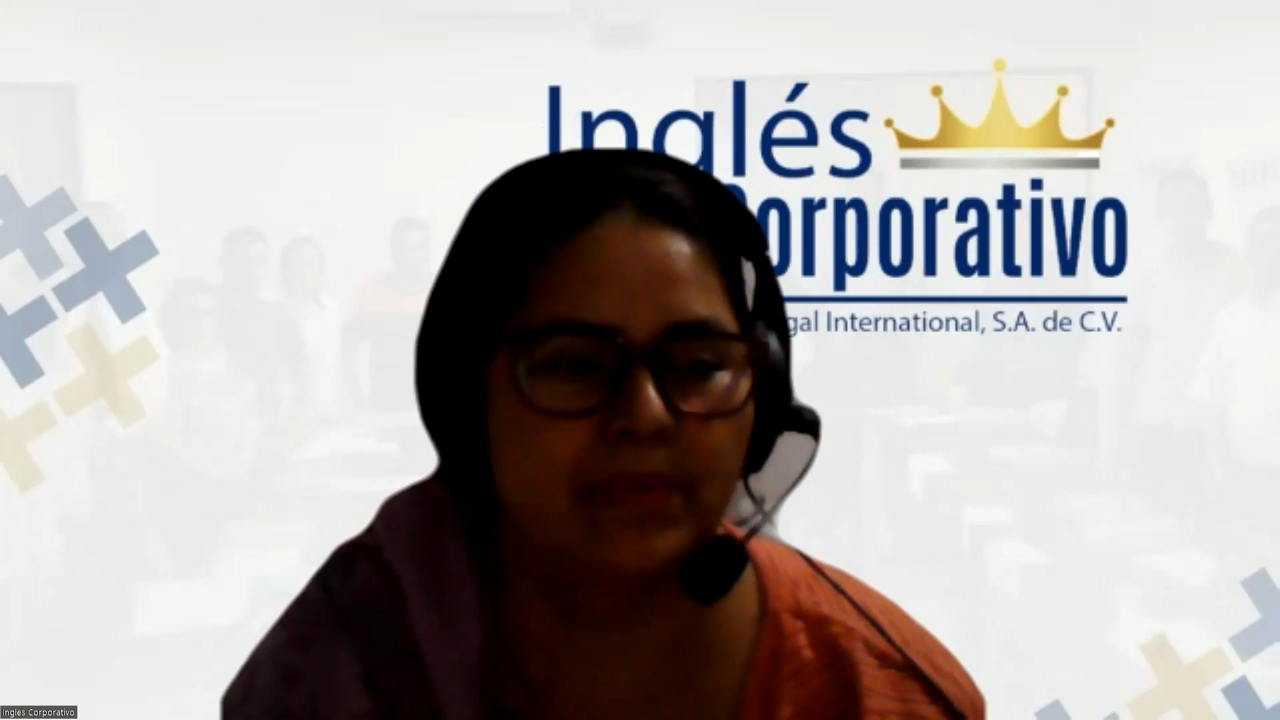 Inglés
Corporativo
gal International, S.A. de C.V.
Ingles Corporativo